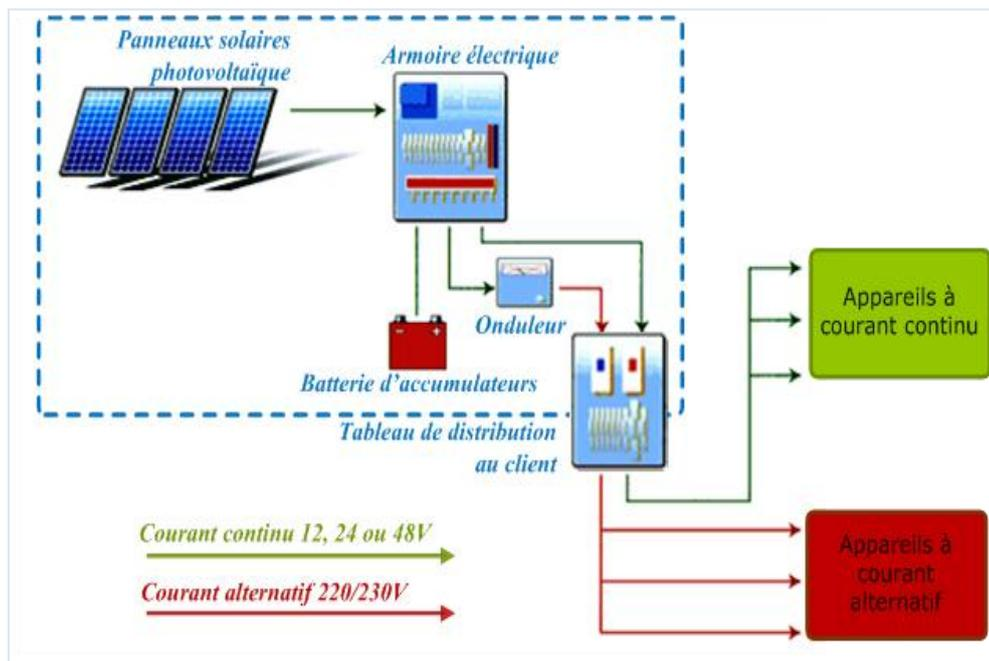 Panneaux solaires
photovoltaïque
Armoire électrique
Onduleur
Batterie d'accumulateurs
Tableau de distribution
au client
Appareils à
courant continu
Courant continu 12, 24 ou 48V
Courant alternatif 220/230V
Appareils à
courant
alternatif